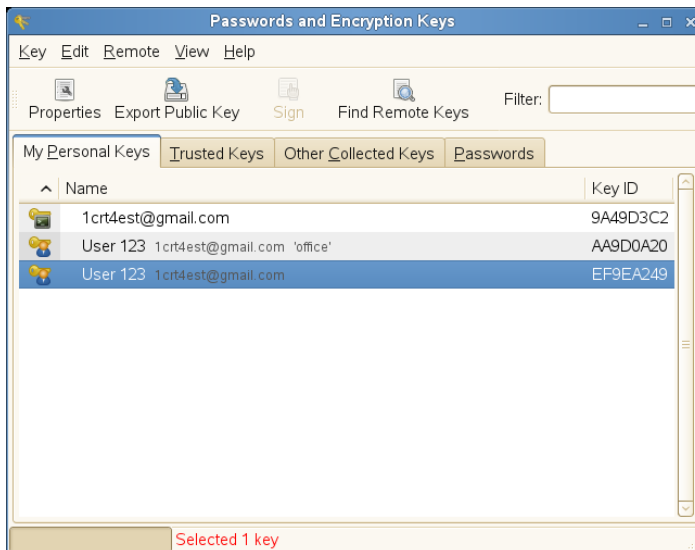 Passwords and Encryption Keys
Key Edit Remote View Help
Properties Export Public Key Sign Find Remote Keys Filter:
My Personal Keys Trusted Keys Other Collected Keys Passwords
Name Key ID
1crt4est@gmail.com 9A49D3C2
User 123 1crt4est@gmail.com 'office' AA9D0A20
User 123 1crt4est@gmail.com EF9EA249
Selected 1 key